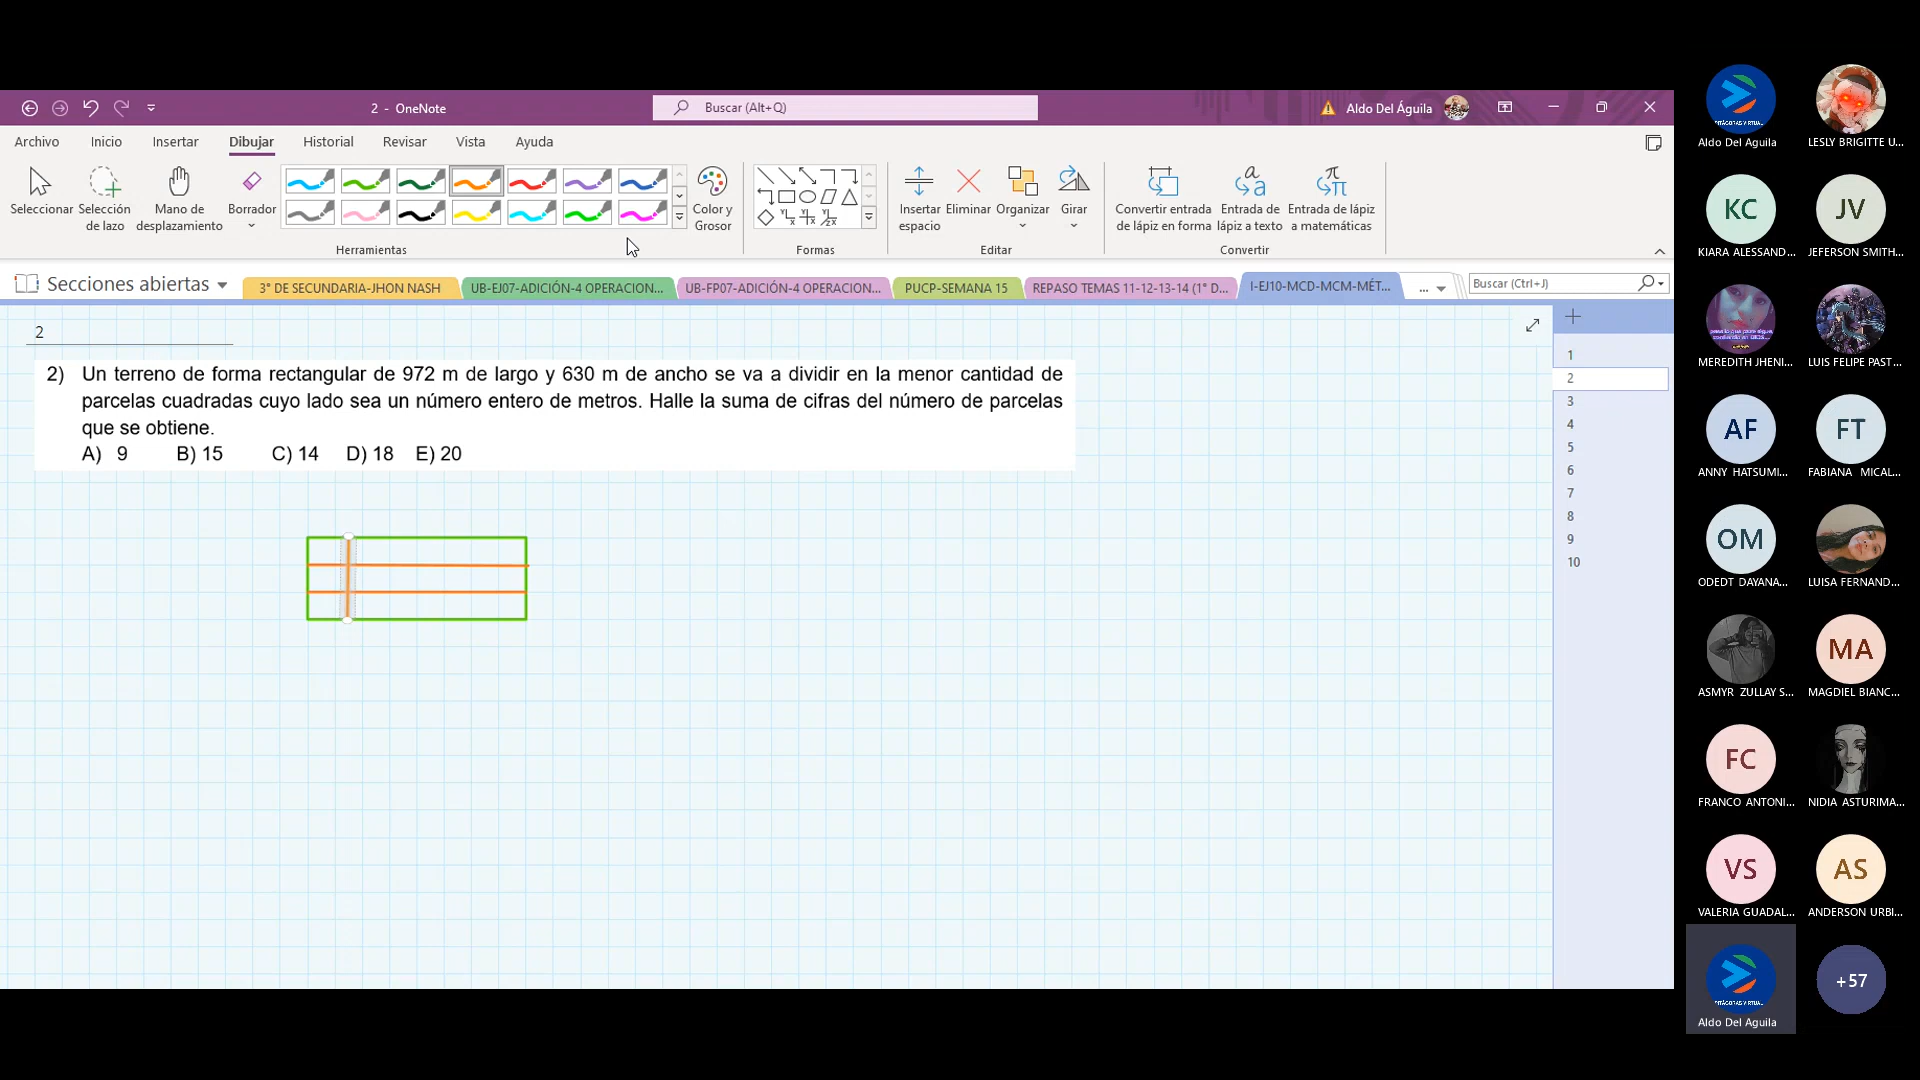 2 - OneNote
Buscar (Alt+Q)
Aldo Del Águila
Archivo Inicio Insertar Dibujar Historial Revisar Vista Ayuda
Seleccionar
Selección de lazo
Mano de desplazamiento
Borrador
Color y Grosor
Insertar espacio
Eliminar
Organizar
Girar
Convertir entrada de lápiz en forma
Entrada de lápiz a texto
Entrada de lápiz a matemáticas
Herramientas
Formas
Editar
Convertir
Secciones abiertas
3° DE SECUNDARIA-JHON NASH
UB-EJ07-ADICIÓN-4 OPERACION...
UB-FP07-ADICIÓN-4 OPERACION...
PUCP-SEMANA 15
REPASO TEMAS 11-12-13-14 (1° D...
I-EJ10-MCD-MCM-MÉT...
...
Buscar (Ctrl+J)
2
2) Un terreno de forma rectangular de 972 m de largo y 630 m de ancho se va a dividir en la menor cantidad de
parcelas cuadradas cuyo lado sea un número entero de metros. Halle la suma de cifras del número de parcelas
que se obtiene.
A) 9 B) 15 C) 14 D) 18 E) 20
1
2
3
4
5
6
7
8
9
10
Aldo Del Aguila
LESLY BRIGITTE U...
KC
KIARA ALESSAND...
JV
JEFERSON SMITH...
MEREDITH JHENI...
LUIS FELIPE PAST...
AF
ANNY HATSUMI...
FT
FABIANA MICAL...
OM
ODEDT DAYANA...
LUISA FERNAND...
ASMYR ZULLAY S...
MA
MAGDIEL BIANC...
FC
FRANCO ANTONI...
NIDIA ASTURIMA...
VS
VALERIA GUADAL...
AS
ANDERSON URBI...
Aldo Del Aguila
+57